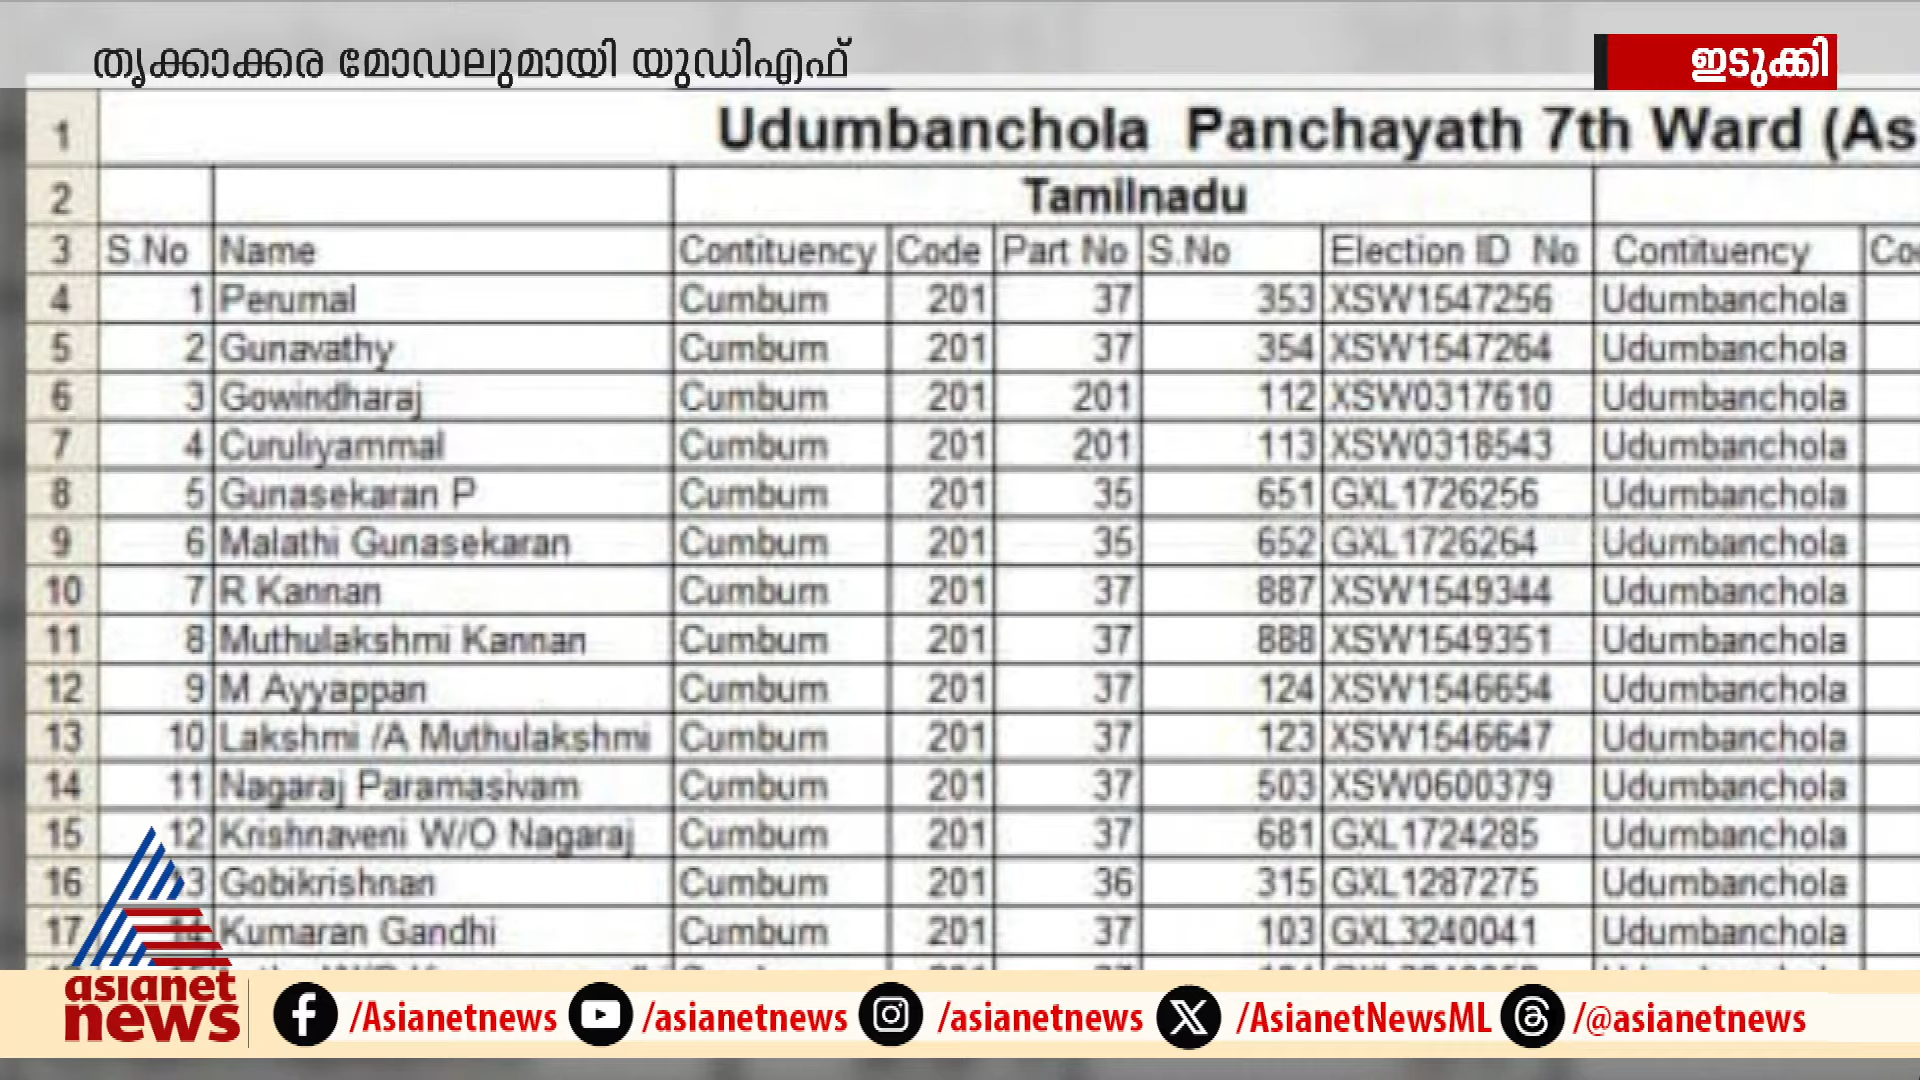 തൃക്കാക്കര മോഡലുമായി യുഡിഎഫ്
ഇടുക്കി
1 Udumbanchola Panchayath 7th Ward (As
2 Tamilnadu
3 S.No Name Contituency Code Part No S.No Election ID No Contituency Co
4 1 Perumal Cumbum 201 37 353 XSW1547256 Udumbanchola
5 2 Gunavathy Cumbum 201 37 354 XSW1547264 Udumbanchola
6 3 Gowindharaj Cumbum 201 201 112 XSW0317610 Udumbanchola
7 4 Curuliyammal Cumbum 201 201 113 XSW0318543 Udumbanchola
8 5 Gunasekaran P Cumbum 201 35 651 GXL1726256 Udumbanchola
9 6 Malathi Gunasekaran Cumbum 201 35 652 GXL1726264 Udumbanchola
10 7 R Kannan Cumbum 201 37 887 XSW1549344 Udumbanchola
11 8 Muthulakshmi Kannan Cumbum 201 37 888 XSW1549351 Udumbanchola
12 9 M Ayyappan Cumbum 201 37 124 XSW1546654 Udumbanchola
13 10 Lakshmi /A Muthulakshmi Cumbum 201 37 123 XSW1546647 Udumbanchola
14 11 Nagaraj Paramasivam Cumbum 201 37 503 XSW0600379 Udumbanchola
15 12 Krishnaveni W/O Nagaraj Cumbum 201 37 681 GXL1724285 Udumbanchola
16 13 Gobikrishnan Cumbum 201 36 315 GXL1287275 Udumbanchola
17 14 Kumaran Gandhi Cumbum 201 37 103 GXL3240041 Udumbanchola
asianet
news
/Asianetnews /asianetnews /asianetnews /AsianetNewsML /@asianetnews